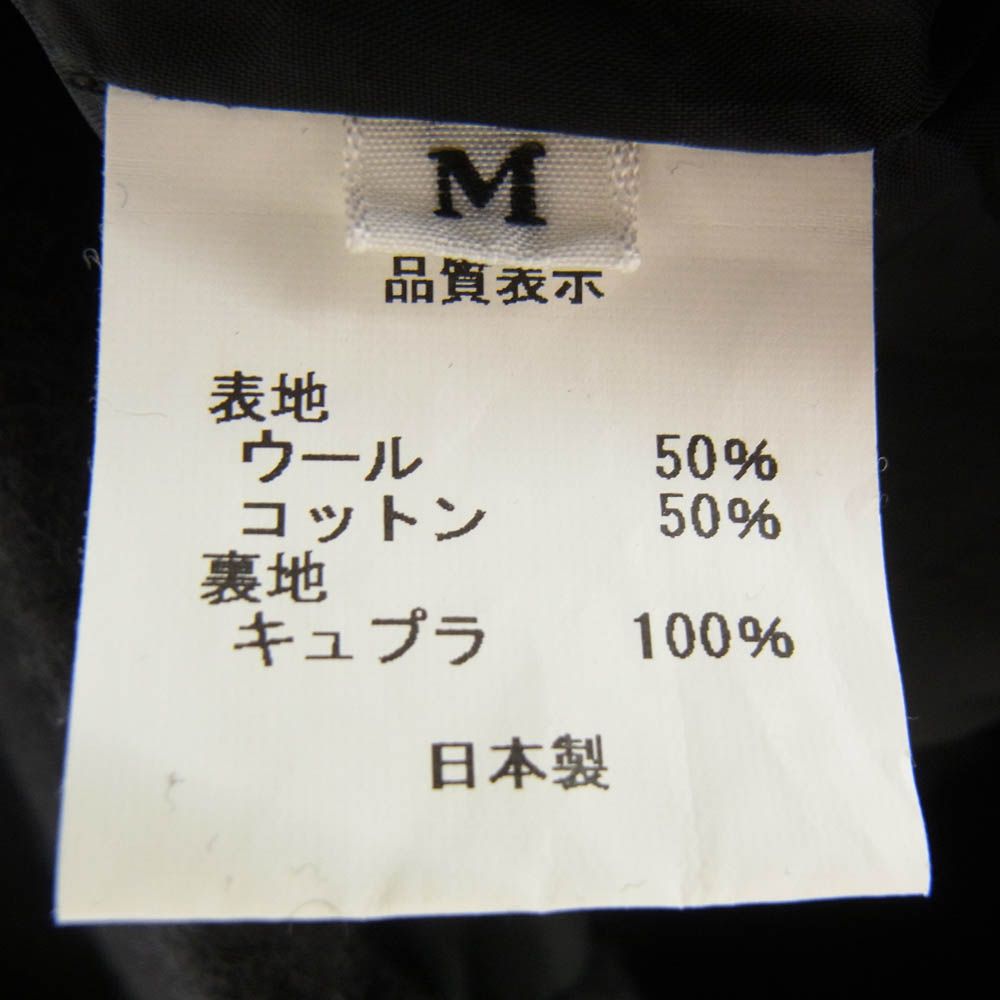 M
品質表示
表地
ウール 50%
コットン 50%
裏地
キュプラ 100%
日本製